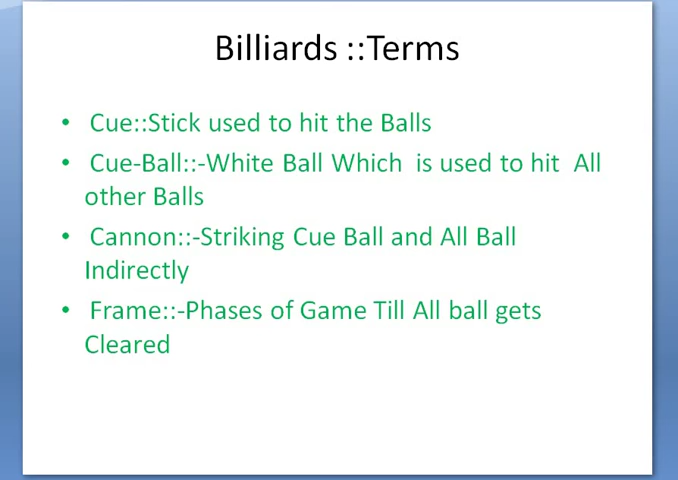 Billiards ::Terms
• Cue::Stick used to hit the Balls
• Cue-Ball::-White Ball Which is used to hit All
other Balls
• Cannon::-Striking Cue Ball and All Ball
Indirectly
• Frame::-Phases of Game Till All ball gets
Cleared